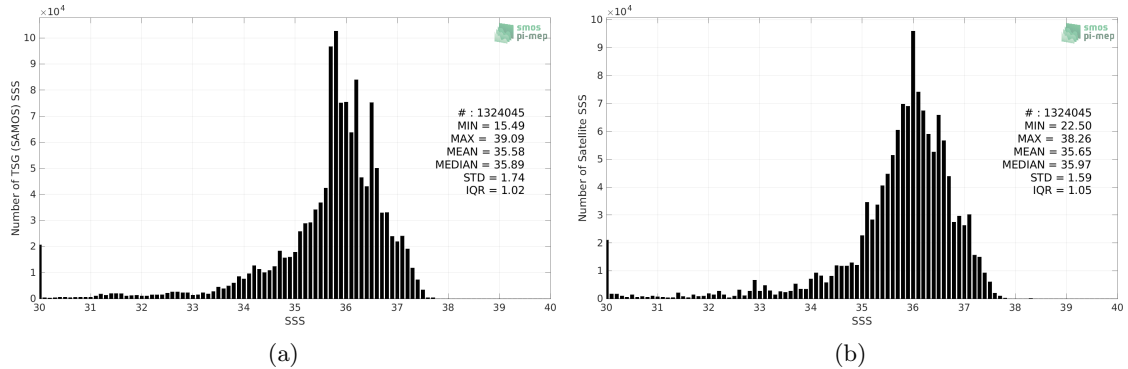 ×10⁴
smos
pi-mep
# : 1324045
MIN = 15.49
MAX = 39.09
MEAN = 35.58
MEDIAN = 35.89
STD = 1.74
IQR = 1.02
Number of TSG (SAMOS) SSS
10
9
8
7
6
5
4
3
2
1
0
30 31 32 33 34 35 36 37 38 39 40
SSS
(a)
×10⁴
smos
pi-mep
# : 1324045
MIN = 22.50
MAX = 38.26
MEAN = 35.65
MEDIAN = 35.97
STD = 1.59
IQR = 1.05
Number of Satellite SSS
10
9
8
7
6
5
4
3
2
1
0
30 31 32 33 34 35 36 37 38 39 40
SSS
(b)